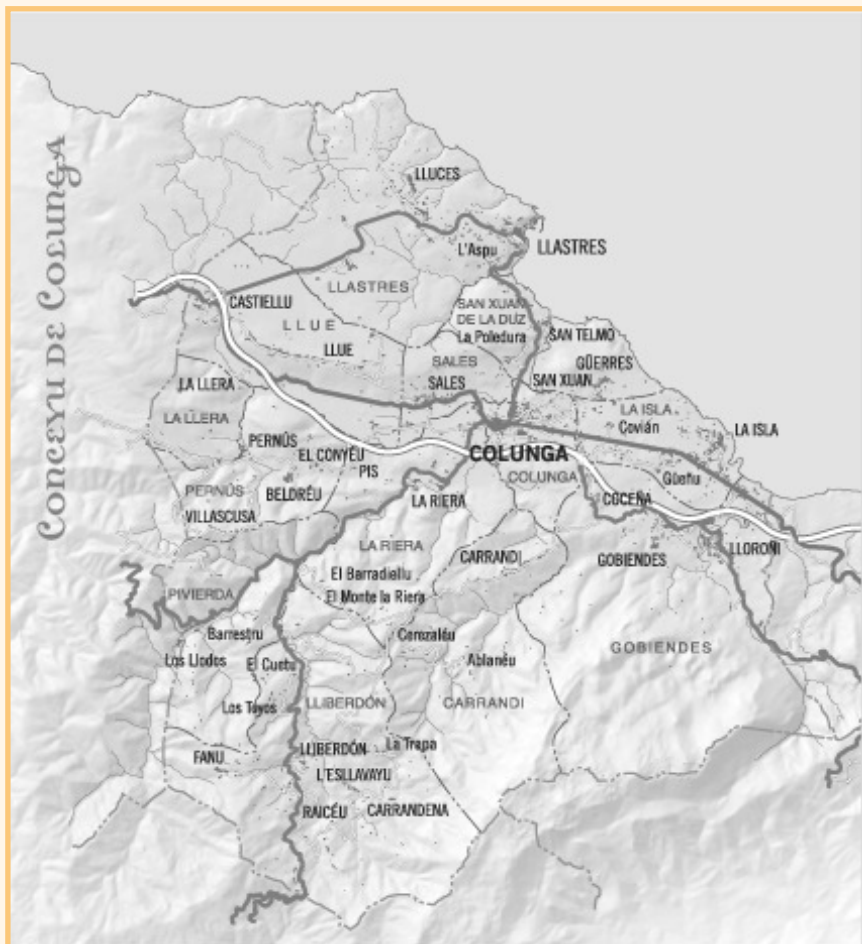 CONCEYU DE COLUNGA
LLUCES
L'Aspu
LLASTRES
LLASTRES
CASTIELLU
SAN XUAN
DE LA DUZ
La Poledura
LLUE
SAN TELMO
LLUE
SALES
GÜERRES
LA LLERA
SALES
SAN XUAN
LA LLERA
LA ISLA
Covián
LA ISLA
PERNÚS
EL CONYÉU
COLUNGA
PIS
COLUNGA
Güeñu
PERNÚS
BELDRÉU
VILLASCUSA
LA RIERA
COCEÑA
LA RIERA
CARRANDI
GOBIENDES
LLOROÑI
El Barradiellu
El Monte la Riera
PIVIERDA
Barrestru
Cerozaléu
GOBIENDES
Los Llodos
El Cuetu
Ablanéu
LLIBERDÓN
CARRANDI
Los Toyos
FANU
LLIBERDÓN
La Trapa
L'ESLLAVAYU
RAICÉU
CARRANDENA